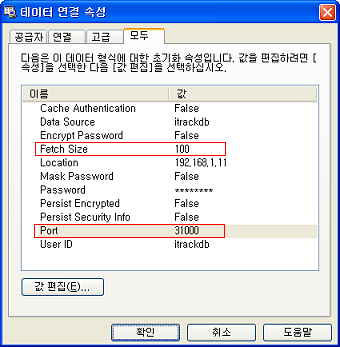 데이터 연결 속성
공급자 연결 고급 모두
다음은 이 데이터 형식에 대한 초기화 속성입니다. 값을 편집하려면 [
속성]을 선택한 다음 [값 편집]을 선택하십시오.
이름 값
Cache Authentication False
Data Source itrackdb
Encrypt Password False
Fetch Size 100
Location 192,168,1,11
Mask Password False
Password ********
Persist Encrypted False
Persist Security Info False
Port 31000
User ID itrackdb
값 편집(E)...
확인 취소 도움말